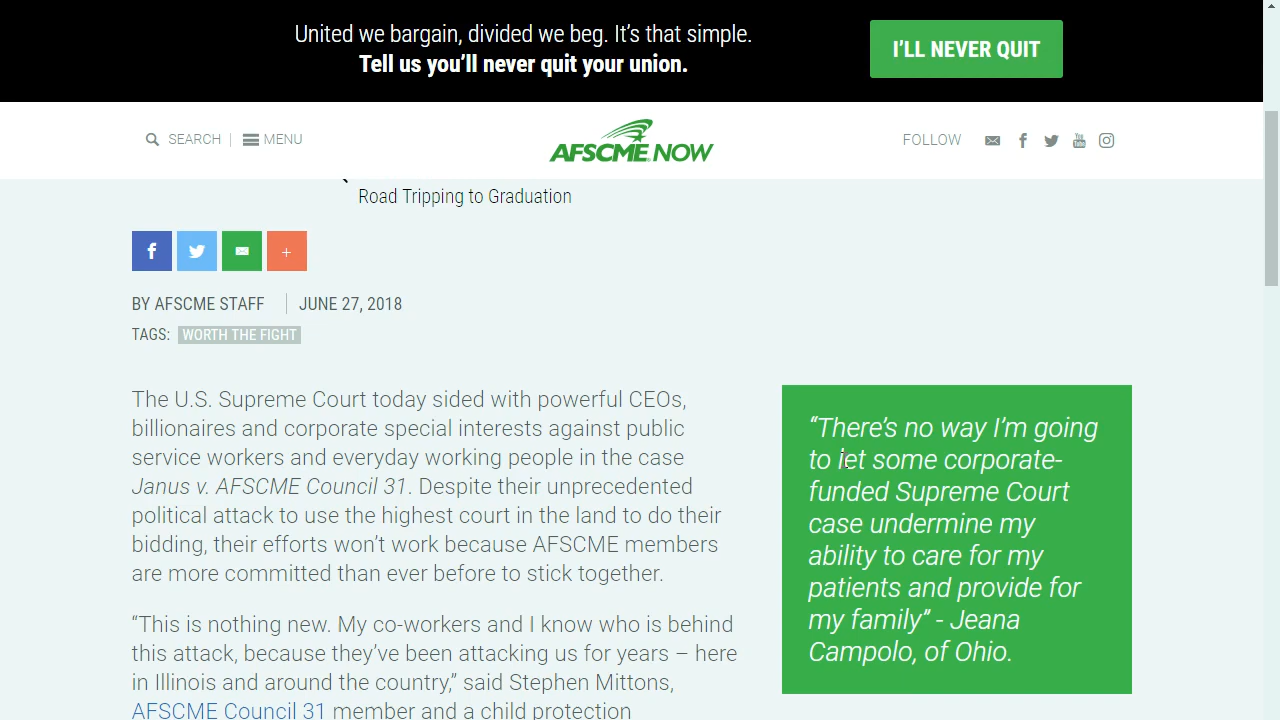 United we bargain, divided we beg. It’s that simple.
Tell us you’ll never quit your union.
I’LL NEVER QUIT
SEARCH
MENU
AFSCME NOW
FOLLOW
Road Tripping to Graduation
BY AFSCME STAFF
JUNE 27, 2018
TAGS: WORTH THE FIGHT
The U.S. Supreme Court today sided with powerful CEOs,
billionaires and corporate special interests against public
service workers and everyday working people in the case
Janus v. AFSCME Council 31. Despite their unprecedented
political attack to use the highest court in the land to do their
bidding, their efforts won’t work because AFSCME members
are more committed than ever before to stick together.
“This is nothing new. My co-workers and I know who is behind
this attack, because they’ve been attacking us for years – here
in Illinois and around the country,” said Stephen Mittons,
AFSCME Council 31 member and a child protection
“There’s no way I’m going
to let some corporate-
funded Supreme Court
case undermine my
ability to care for my
patients and provide for
my family” - Jeana
Campolo, of Ohio.